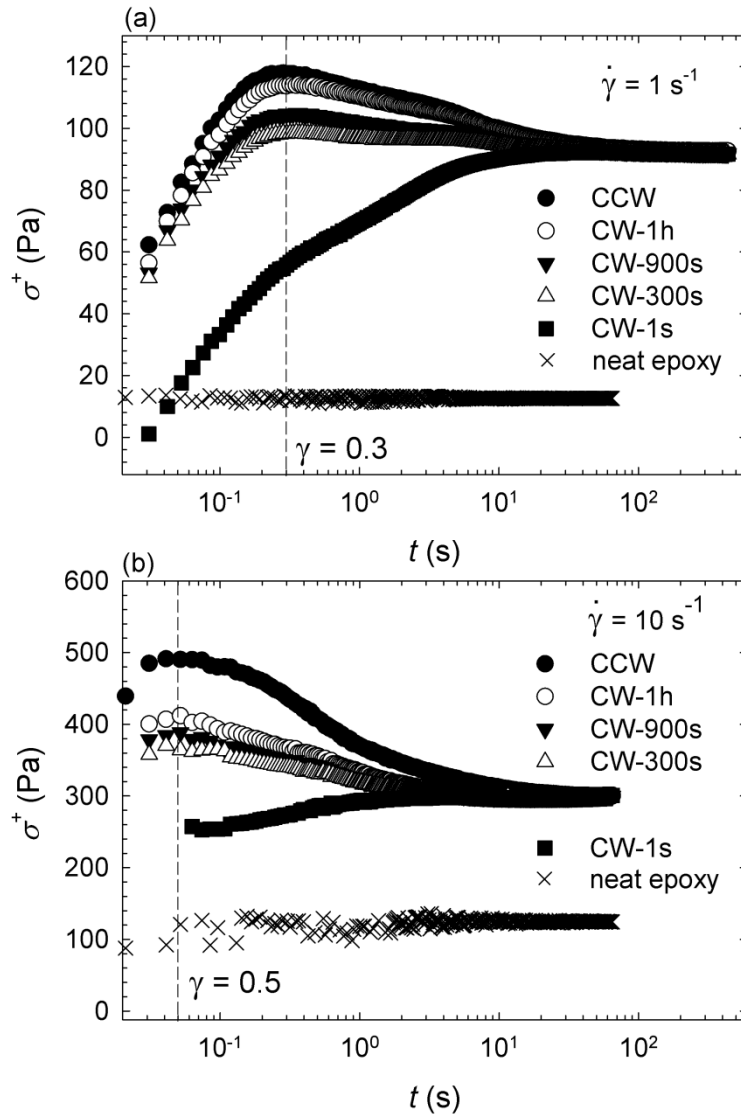 (a)
γ̇ = 1 s⁻¹
120
100
80
60
40
20
0
σ⁺ (Pa)
CCW
CW-1h
CW-900s
CW-300s
CW-1s
neat epoxy
γ = 0.3
10⁻¹
10⁰
10¹
10²
t (s)
(b)
γ̇ = 10 s⁻¹
600
500
400
300
200
100
0
σ⁺ (Pa)
CCW
CW-1h
CW-900s
CW-300s
CW-1s
neat epoxy
γ = 0.5
10⁻¹
10⁰
10¹
10²
t (s)